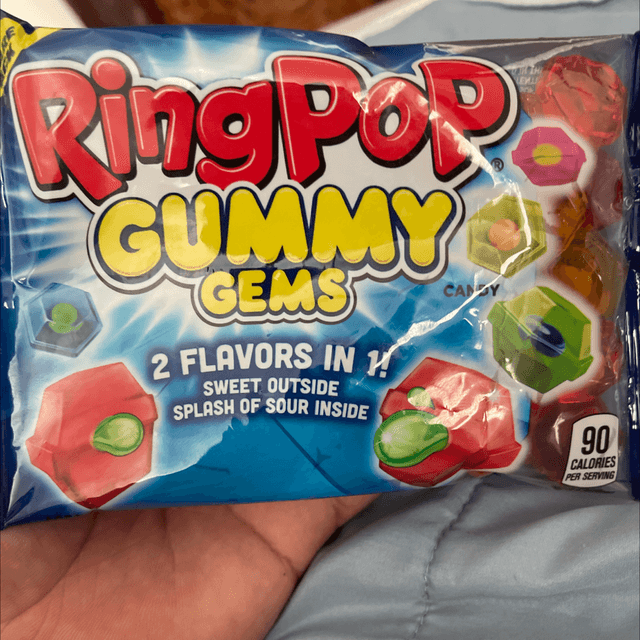 RingPop®
GUMMY
GEMS
CANDY
2 FLAVORS IN 1!
SWEET OUTSIDE
SPLASH OF SOUR INSIDE
90
CALORIES
PER SERVING